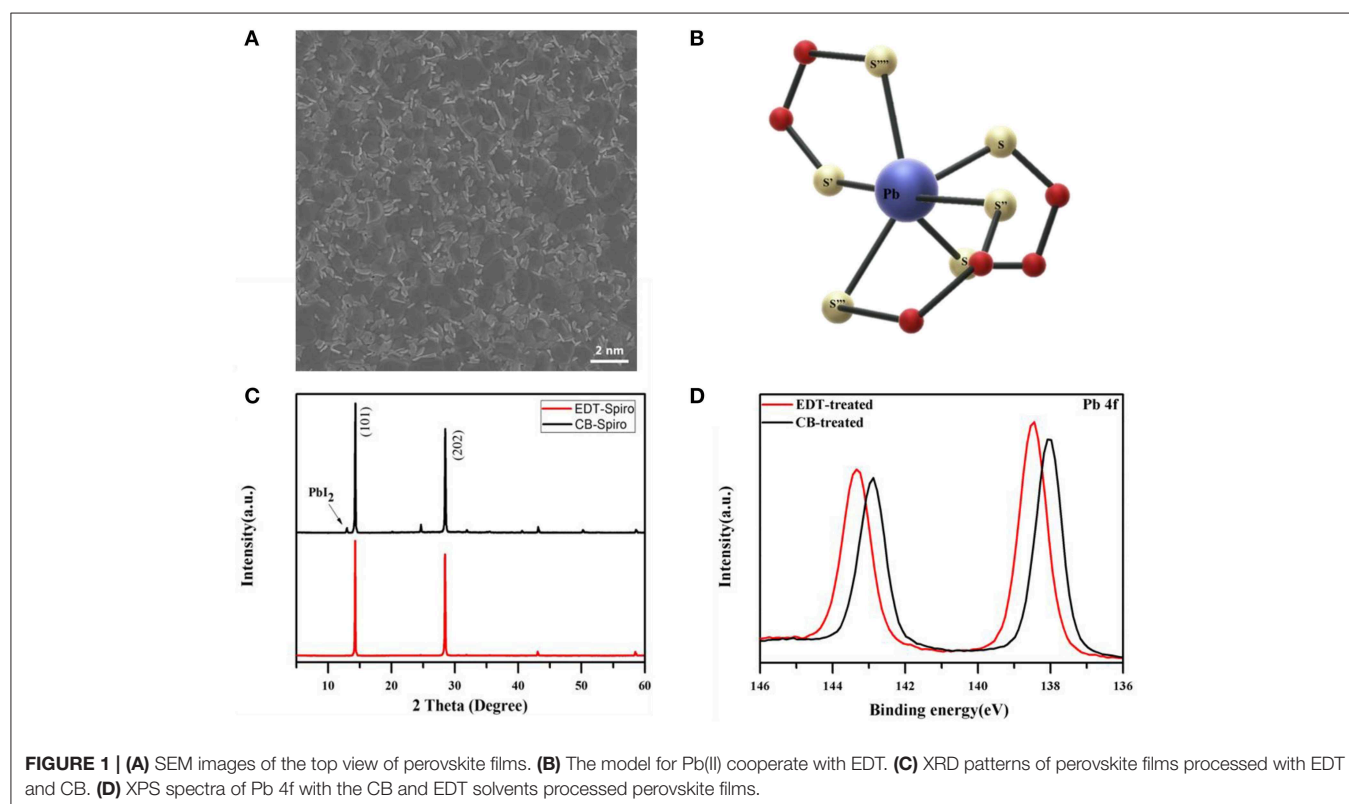 (A)
2 nm
(B)
S''''
S
S'
Pb
S''
S
S'''
(C)
Intensity(a.u.)
EDT-Spiro
CB-Spiro
(101)
(202)
PbI2
10 20 30 40 50 60
2 Theta (Degree)
(D)
Intensity(a.u.)
EDT-treated
CB-treated
Pb 4f
146 144 142 140 138 136
Binding energy(eV)
FIGURE 1 | (A) SEM images of the top view of perovskite films. (B) The model for Pb(II) cooperate with EDT. (C) XRD patterns of perovskite films processed with EDT
and CB. (D) XPS spectra of Pb 4f with the CB and EDT solvents processed perovskite films.